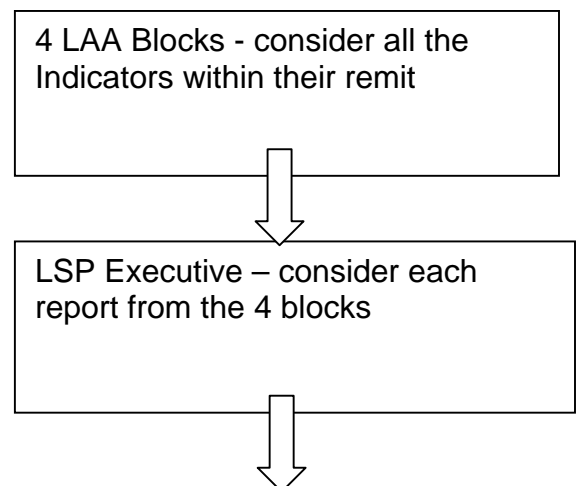 4 LAA Blocks - consider all the
Indicators within their remit
LSP Executive – consider each
report from the 4 blocks